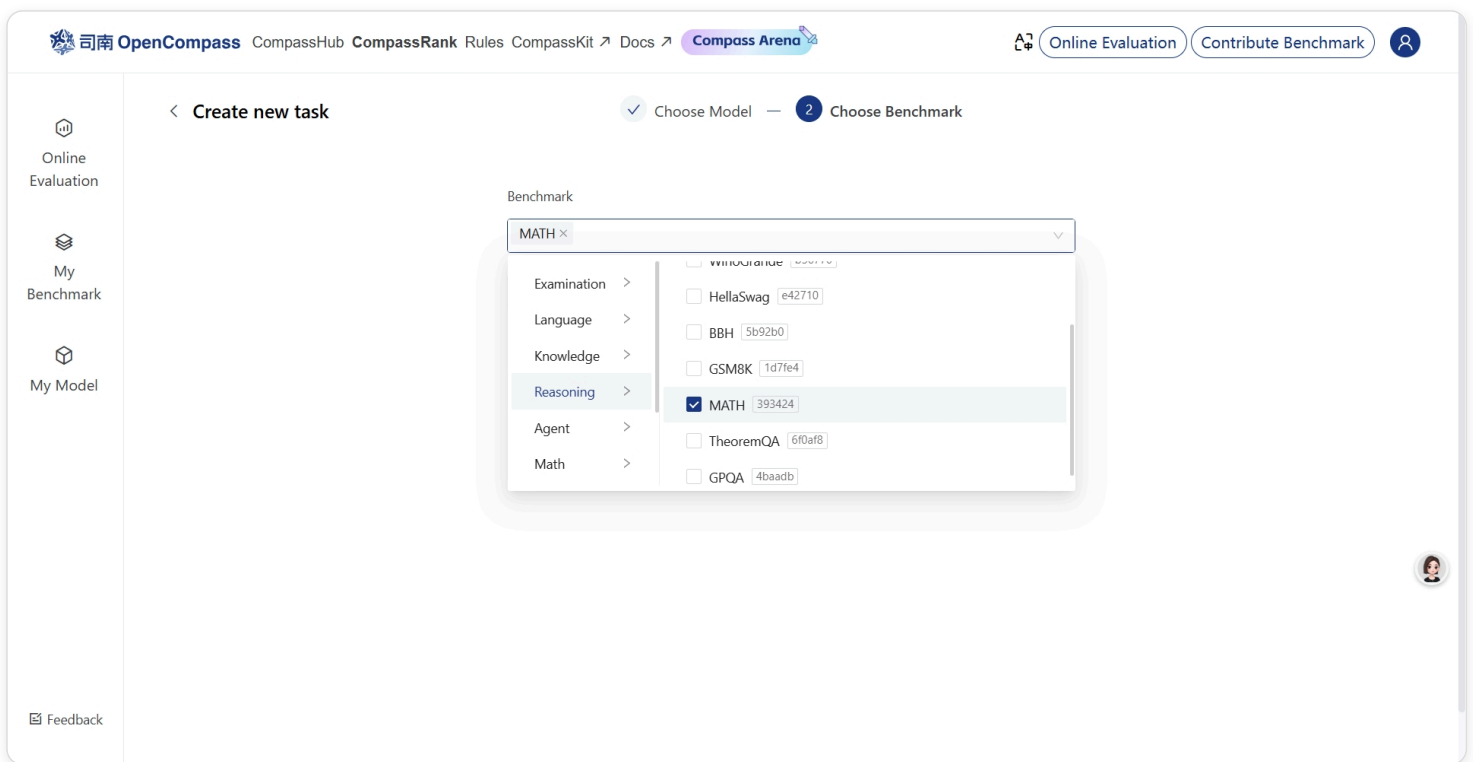 司南 OpenCompass CompassHub CompassRank Rules CompassKit Docs Compass Arena Online Evaluation Contribute Benchmark
Create new task
Choose Model — 2 Choose Benchmark
Online
Evaluation
My
Benchmark
My Model
Feedback
Benchmark
MATH
Examination
Language
Knowledge
Reasoning
Agent
Math
WinoGrande
HellaSwag e42710
BBH 5b92b0
GSM8K 1d7fe4
MATH 393424
TheoremQA 6f0af8
GPQA 4baadb